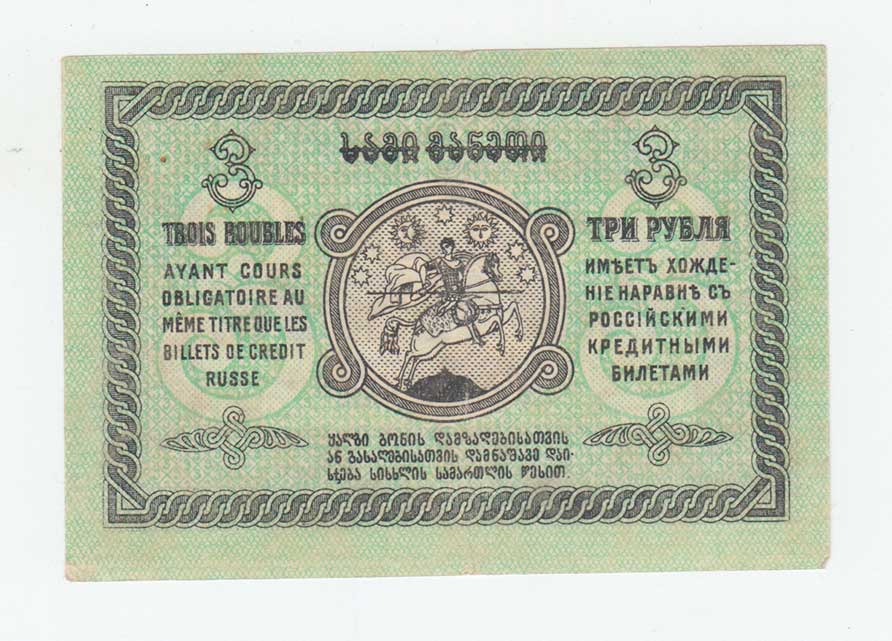 სამი მანეთი
3
TROIS ROUBLES
AYANT COURS
OBLIGATOIRE AU
MÊME TITRE QUE LES
BILLETS DE CREDIT
RUSSE
3
ТРИ РУБЛЯ
ИМѢЕТЪ ХОЖДЕ-
НІЕ НАРАВНѢ СЪ
РОССІЙСКИМИ
КРЕДИТНЫМИ
БИЛЕТАМИ
ყალბი ბონის დამზადებისათვის
ან გასაღებისათვის დამნაშავე დაი-
სჯება სისხლის სამართლის წესით.